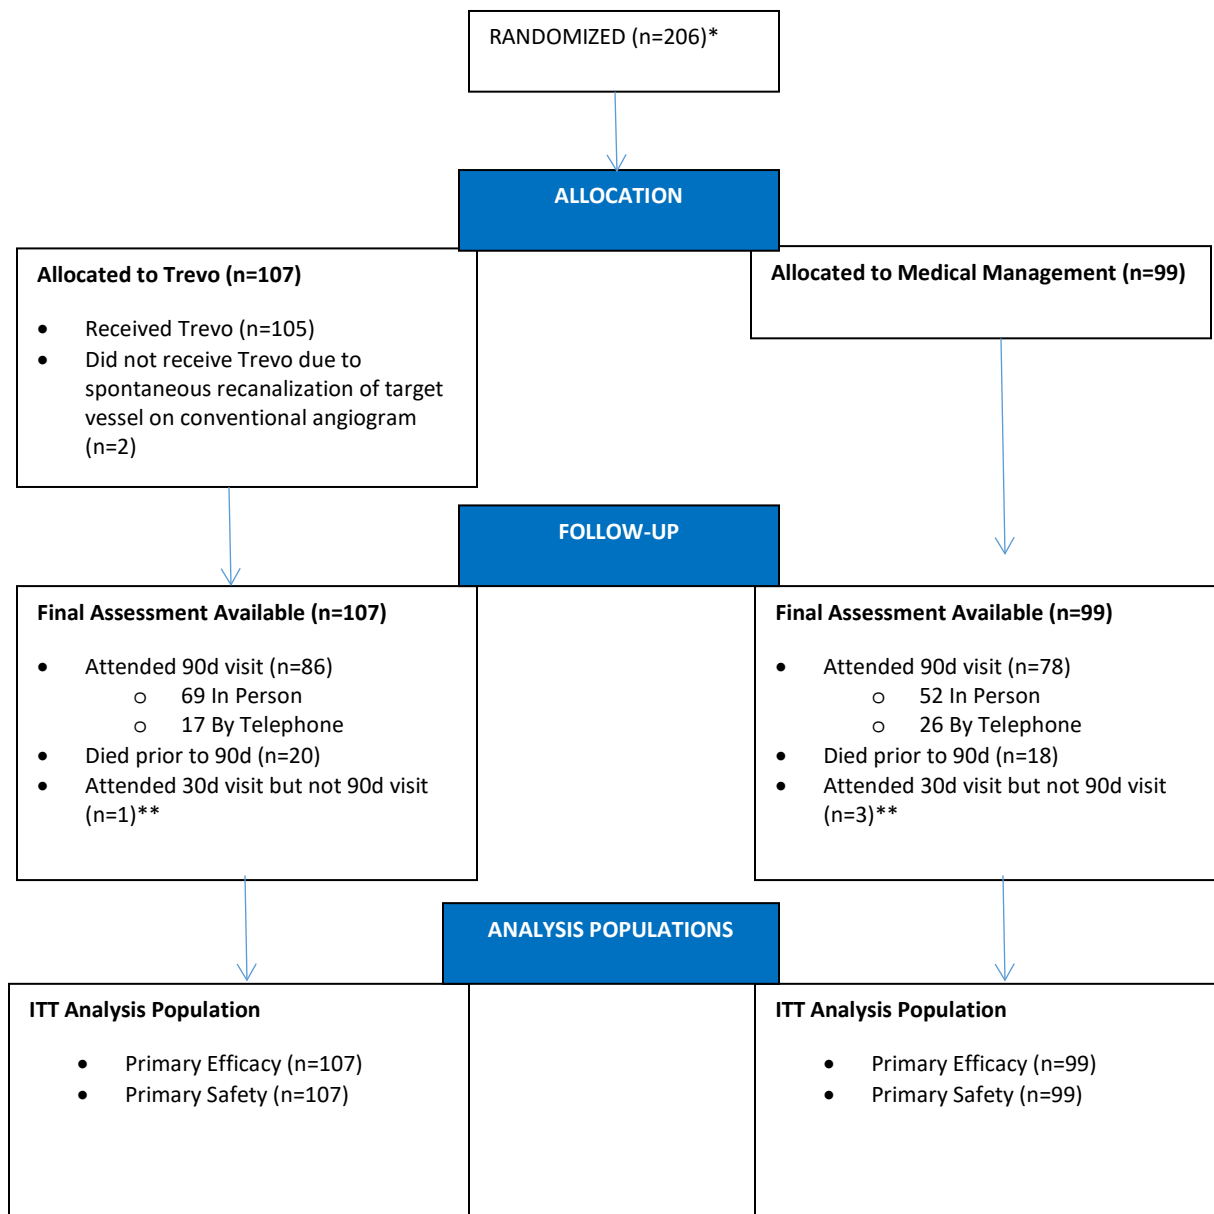 RANDOMIZED (n=206)*
ALLOCATION
Allocated to Trevo (n=107)
• Received Trevo (n=105)
• Did not receive Trevo due to
spontaneous recanalization of target
vessel on conventional angiogram
(n=2)
Allocated to Medical Management (n=99)
FOLLOW-UP
Final Assessment Available (n=107)
• Attended 90d visit (n=86)
o 69 In Person
o 17 By Telephone
• Died prior to 90d (n=20)
• Attended 30d visit but not 90d visit
(n=1)**
Final Assessment Available (n=99)
• Attended 90d visit (n=78)
o 52 In Person
o 26 By Telephone
• Died prior to 90d (n=18)
• Attended 30d visit but not 90d visit
(n=3)**
ANALYSIS POPULATIONS
ITT Analysis Population
• Primary Efficacy (n=107)
• Primary Safety (n=107)
ITT Analysis Population
• Primary Efficacy (n=99)
• Primary Safety (n=99)